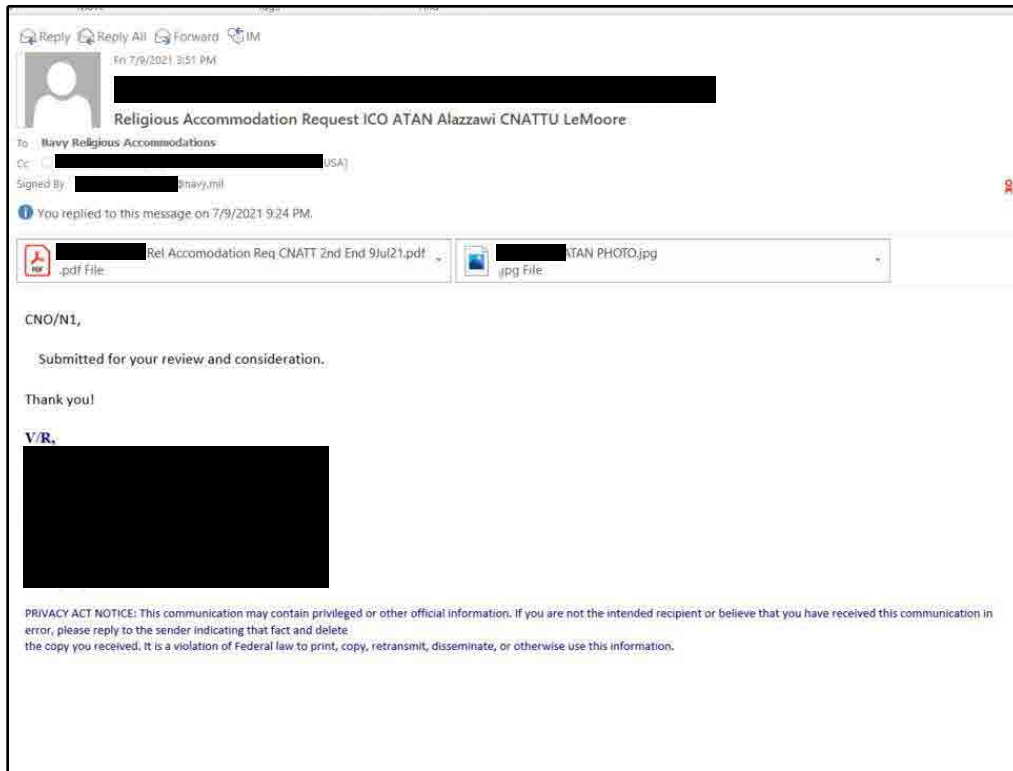 Reply Reply All Forward IM
Fri 7/9/2021 3:51 PM
Religious Accommodation Request ICO ATAN Alazzawi CNATTU LeMoore
To Navy Religious Accommodations
Cc USA)
Signed By @navy.mil
You replied to this message on 7/9/2021 9:24 PM.
Rel Accomodation Req CNATT 2nd End 9Jul21.pdf
.pdf File
ATAN PHOTO.jpg
.jpg File
CNO/N1,
Submitted for your review and consideration.
Thank you!
V/R,
PRIVACY ACT NOTICE: This communication may contain privileged or other official information. If you are not the intended recipient or believe that you have received this communication in
error, please reply to the sender indicating that fact and delete
the copy you received. It is a violation of Federal law to print, copy, retransmit, disseminate, or otherwise use this information.